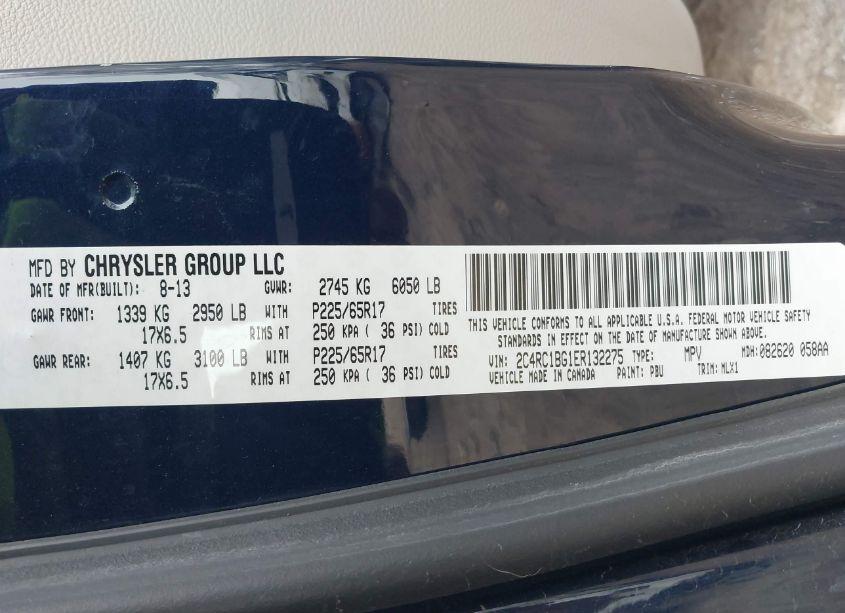 MFD BY CHRYSLER GROUP LLC
DATE OF MFR(BUILT): 8-13 GVWR: 2745 KG 6050 LB
GAWR FRONT: 1339 KG 2950 LB WITH P225/65R17 TIRES
17X6.5 RIMS AT 250 KPA ( 36 PSI) COLD
GAWR REAR: 1407 KG 3100 LB WITH P225/65R17 TIRES
17X6.5 RIMS AT 250 KPA ( 36 PSI) COLD
THIS VEHICLE CONFORMS TO ALL APPLICABLE U.S.A. FEDERAL MOTOR VEHICLE SAFETY
STANDARDS IN EFFECT ON THE DATE OF MANUFACTURE SHOWN ABOVE.
VIN: 2C4RC1BG1ER132275 TYPE: MPV MDH:082620 058AA
VEHICLE MADE IN CANADA PAINT: PBU TRIM: MLX1